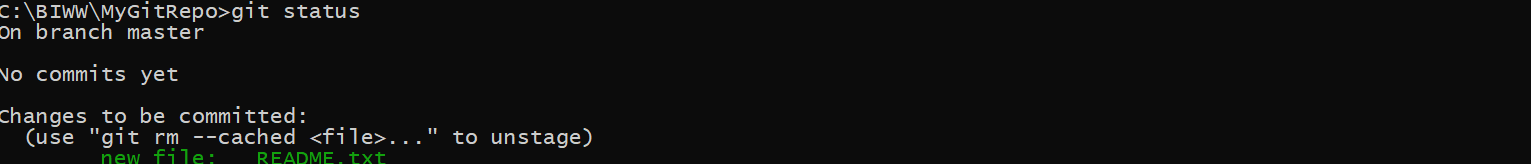 C:\BIWW\MyGitRepo>git status
On branch master
No commits yet
Changes to be committed:
(use "git rm --cached <file>..." to unstage)
new file: README.txt